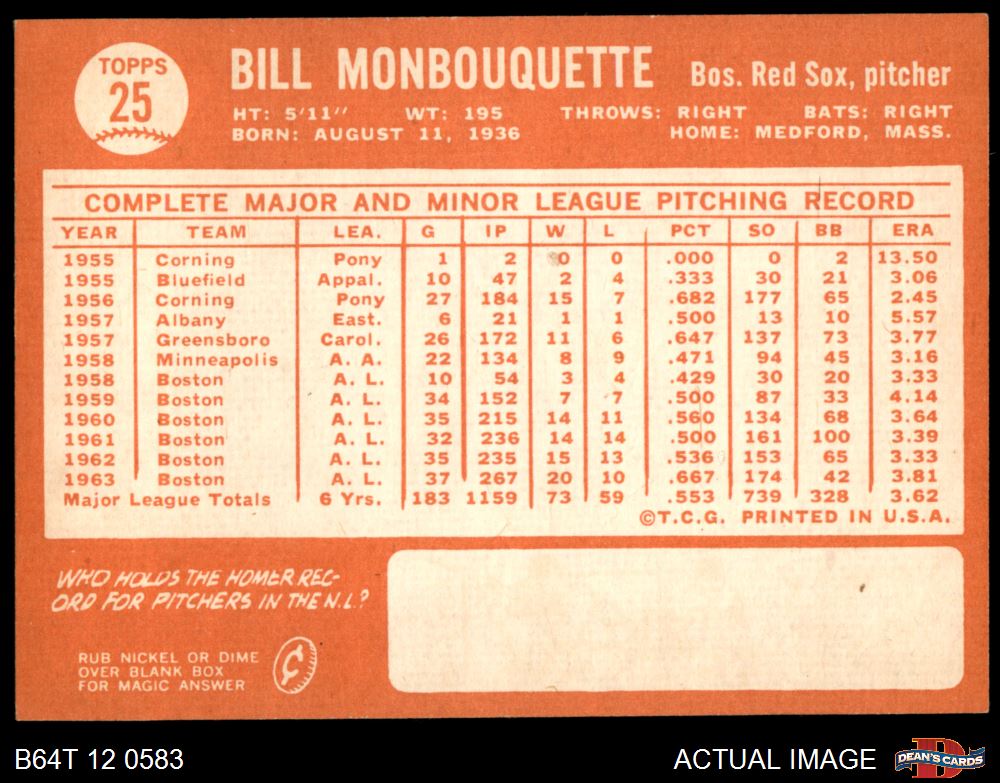 TOPPS
25
BILL MONBOUQUETTE Bos. Red Sox, pitcher
HT: 5'11" WT: 195 THROWS: RIGHT BATS: RIGHT
BORN: AUGUST 11, 1936 HOME: MEDFORD, MASS.
COMPLETE MAJOR AND MINOR LEAGUE PITCHING RECORD
YEAR TEAM LEA. G IP W L PCT SO BB ERA
1955 Corning Pony 1 2 0 0 .000 0 2 13.50
1955 Bluefield Appal. 10 47 2 4 .333 30 21 3.06
1956 Corning Pony 27 184 15 7 .682 177 65 2.45
1957 Albany East. 6 21 1 1 .500 13 10 5.57
1957 Greensboro Carol. 26 172 11 6 .647 137 73 3.77
1958 Minneapolis A. A. 22 134 8 9 .471 94 45 3.16
1958 Boston A. L. 10 54 3 4 .429 30 20 3.33
1959 Boston A. L. 34 152 7 7 .500 87 33 4.14
1960 Boston A. L. 35 215 14 11 .560 134 68 3.64
1961 Boston A. L. 32 236 14 14 .500 161 100 3.39
1962 Boston A. L. 35 235 15 13 .536 153 65 3.33
1963 Boston A. L. 37 267 20 10 .667 174 42 3.81
Major League Totals 6 Yrs. 183 1159 73 59 .553 739 328 3.62
©T.C.G. PRINTED IN U.S.A.
WHO HOLDS THE HOMER REC-
ORD FOR PITCHERS IN THE N.L.?
RUB NICKEL OR DIME
OVER BLANK BOX
FOR MAGIC ANSWER
¢
B64T 12 0583 ACTUAL IMAGE
D
DEAN'S CARDS